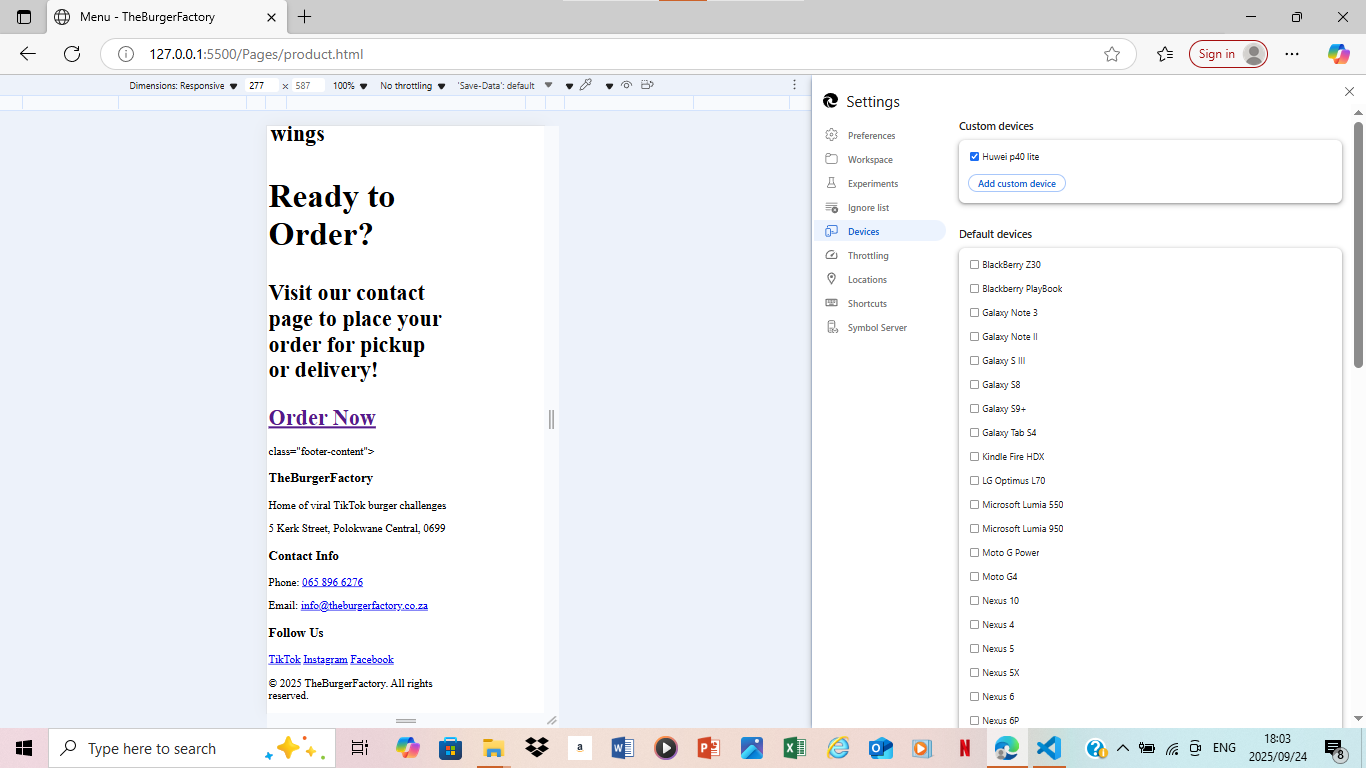 Menu - TheBurgerFactory
127.0.0.1:5500/Pages/product.html
Sign in
Dimensions: Responsive 277 x 587 100% No throttling 'Save-Data': default
wings
Ready to
Order?
Visit our contact
page to place your
order for pickup
or delivery!
Order Now
class="footer-content">
TheBurgerFactory
Home of viral TikTok burger challenges
5 Kerk Street, Polokwane Central, 0699
Contact Info
Phone: 065 896 6276
Email: info@theburgerfactory.co.za
Follow Us
TikTok Instagram Facebook
© 2025 TheBurgerFactory. All rights
reserved.
Settings
Preferences
Workspace
Experiments
Ignore list
Devices
Throttling
Locations
Shortcuts
Symbol Server
Custom devices
Huwei p40 lite
Add custom device
Default devices
BlackBerry Z30
Blackberry PlayBook
Galaxy Note 3
Galaxy Note II
Galaxy S III
Galaxy S8
Galaxy S9+
Galaxy Tab S4
Kindle Fire HDX
LG Optimus L70
Microsoft Lumia 550
Microsoft Lumia 950
Moto G Power
Moto G4
Nexus 10
Nexus 4
Nexus 5
Nexus 5X
Nexus 6
Nexus 6P
Type here to search
a
W
P
X
N
ENG
18:03
2025/09/24
8